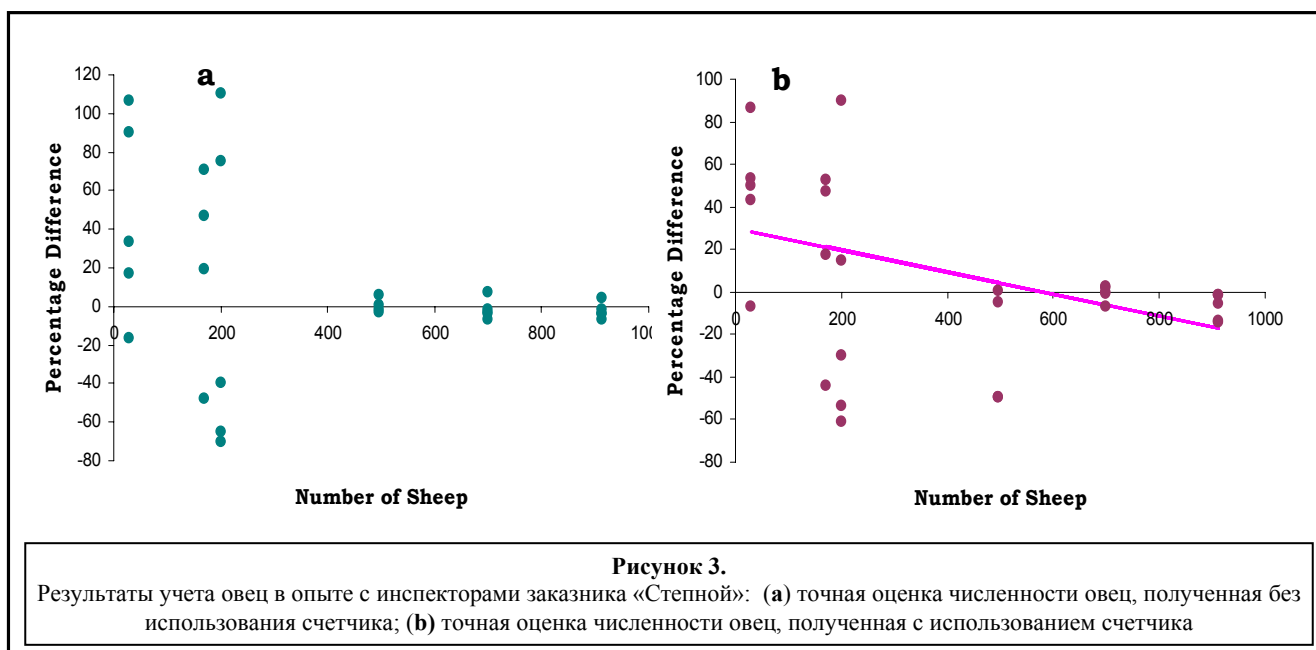 a
120
100
80
60
40
20
0
-20
-40
-60
-80
0 200 400 600 800 100
Percentage Difference
Number of Sheep
b
100
80
60
40
20
0
-20
-40
-60
-80
0 200 400 600 800 1000
Percentage Difference
Number of Sheep
Рисунок 3.
Результаты учета овец в опыте с инспекторами заказника «Степной»: (a) точная оценка численности овец, полученная без
использования счетчика; (b) точная оценка численности овец, полученная с использованием счетчика